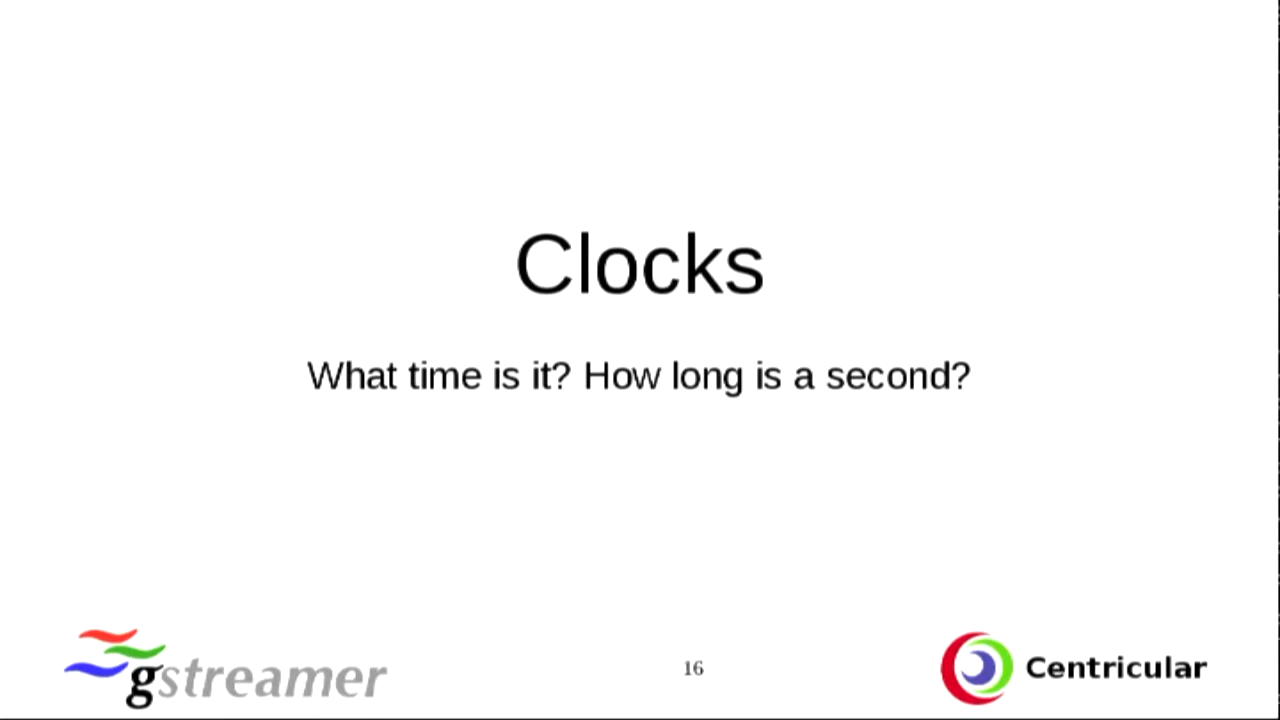 Clocks
What time is it? How long is a second?
gstreamer
16
Centricular